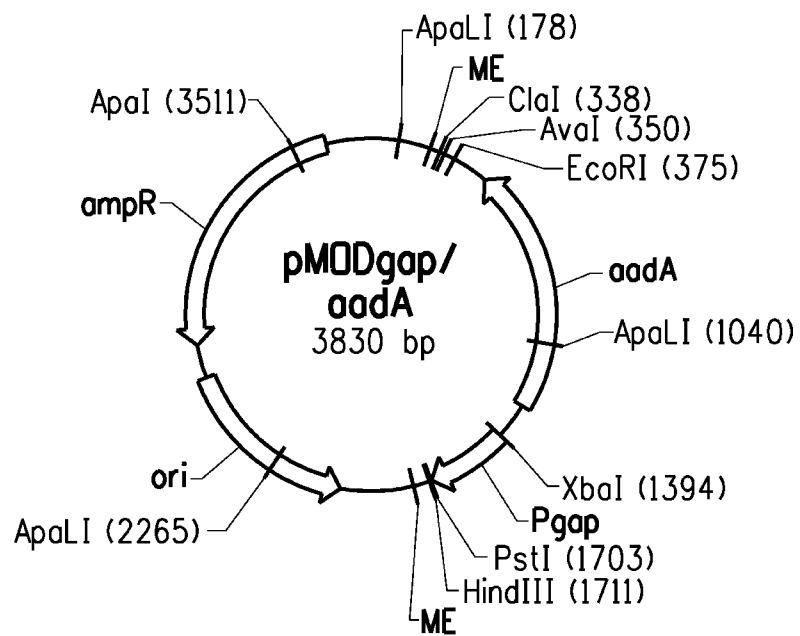 ApaLI (178)
ME
ClaI (338)
AvaI (350)
EcoRI (375)
ApaI (3511)
ampR
pMODgap/
aadA
3830 bp
aadA
ApaLI (1040)
ori
ApaLI (2265)
XbaI (1394)
Pgap
PstI (1703)
HindIII (1711)
ME